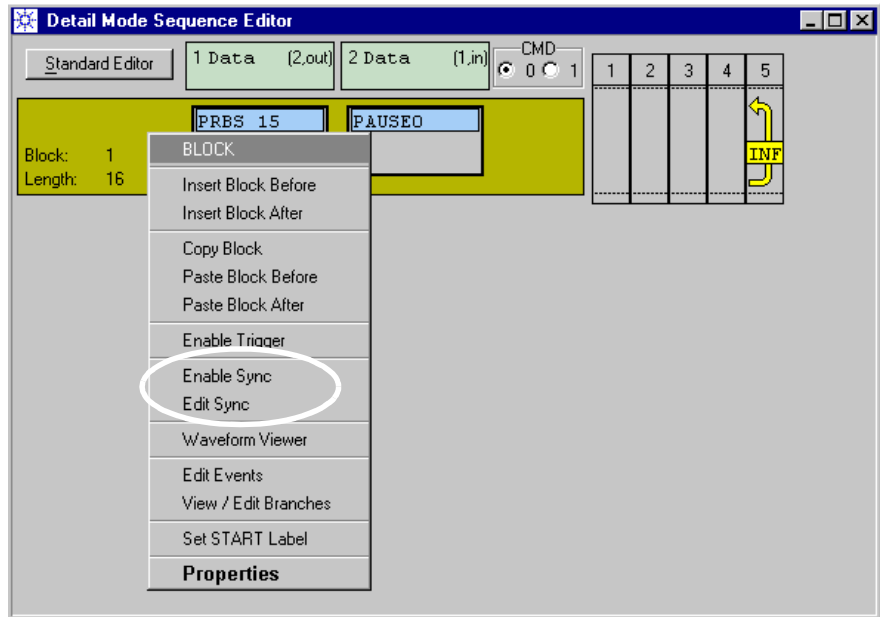 Detail Mode Sequence Editor
Standard Editor
1 Data (2,out)
2 Data (1,in)
CMD
0 1
1 2 3 4 5
PRBS 15
PAUSE0
Block: 1
Length: 16
INF
BLOCK
Insert Block Before
Insert Block After
Copy Block
Paste Block Before
Paste Block After
Enable Trigger
Enable Sync
Edit Sync
Waveform Viewer
Edit Events
View / Edit Branches
Set START Label
Properties